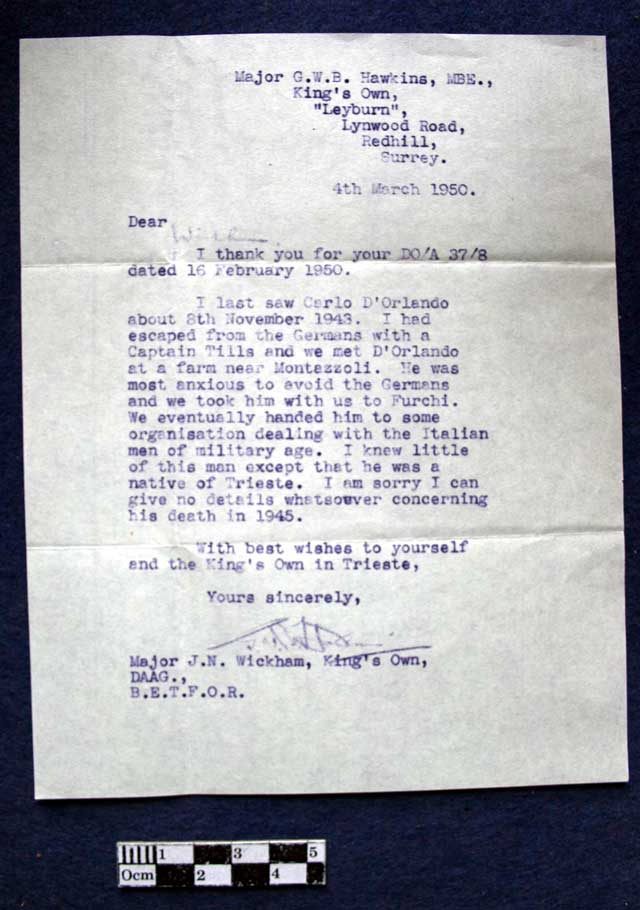 Major G.W.B. Hawkins, MBE.,
King's Own,
"Leyburn",
Lynwood Road,
Redhill,
Surrey.
4th March 1950.
Dear
I thank you for your DO/A 37/8
dated 16 February 1950.
I last saw Carlo D'Orlando
about 8th November 1943. I had
escaped from the Germans with a
Captain Tills and we met D'Orlando
at a farm near Montazzoli. He was
most anxious to avoid the Germans
and we took him with us to Furchi.
We eventually handed him to some
organisation dealing with the Italian
men of military age. I knew little
of this man except that he was a
native of Trieste. I am sorry I can
give no details whatsoever concerning
his death in 1945.
With best wishes to yourself
and the King's Own in Trieste,
Yours sincerely,
Major J.N. Wickham, King's Own,
DAAG.,
B.E.T.F.O.R.
0cm 1 2 3 4 5